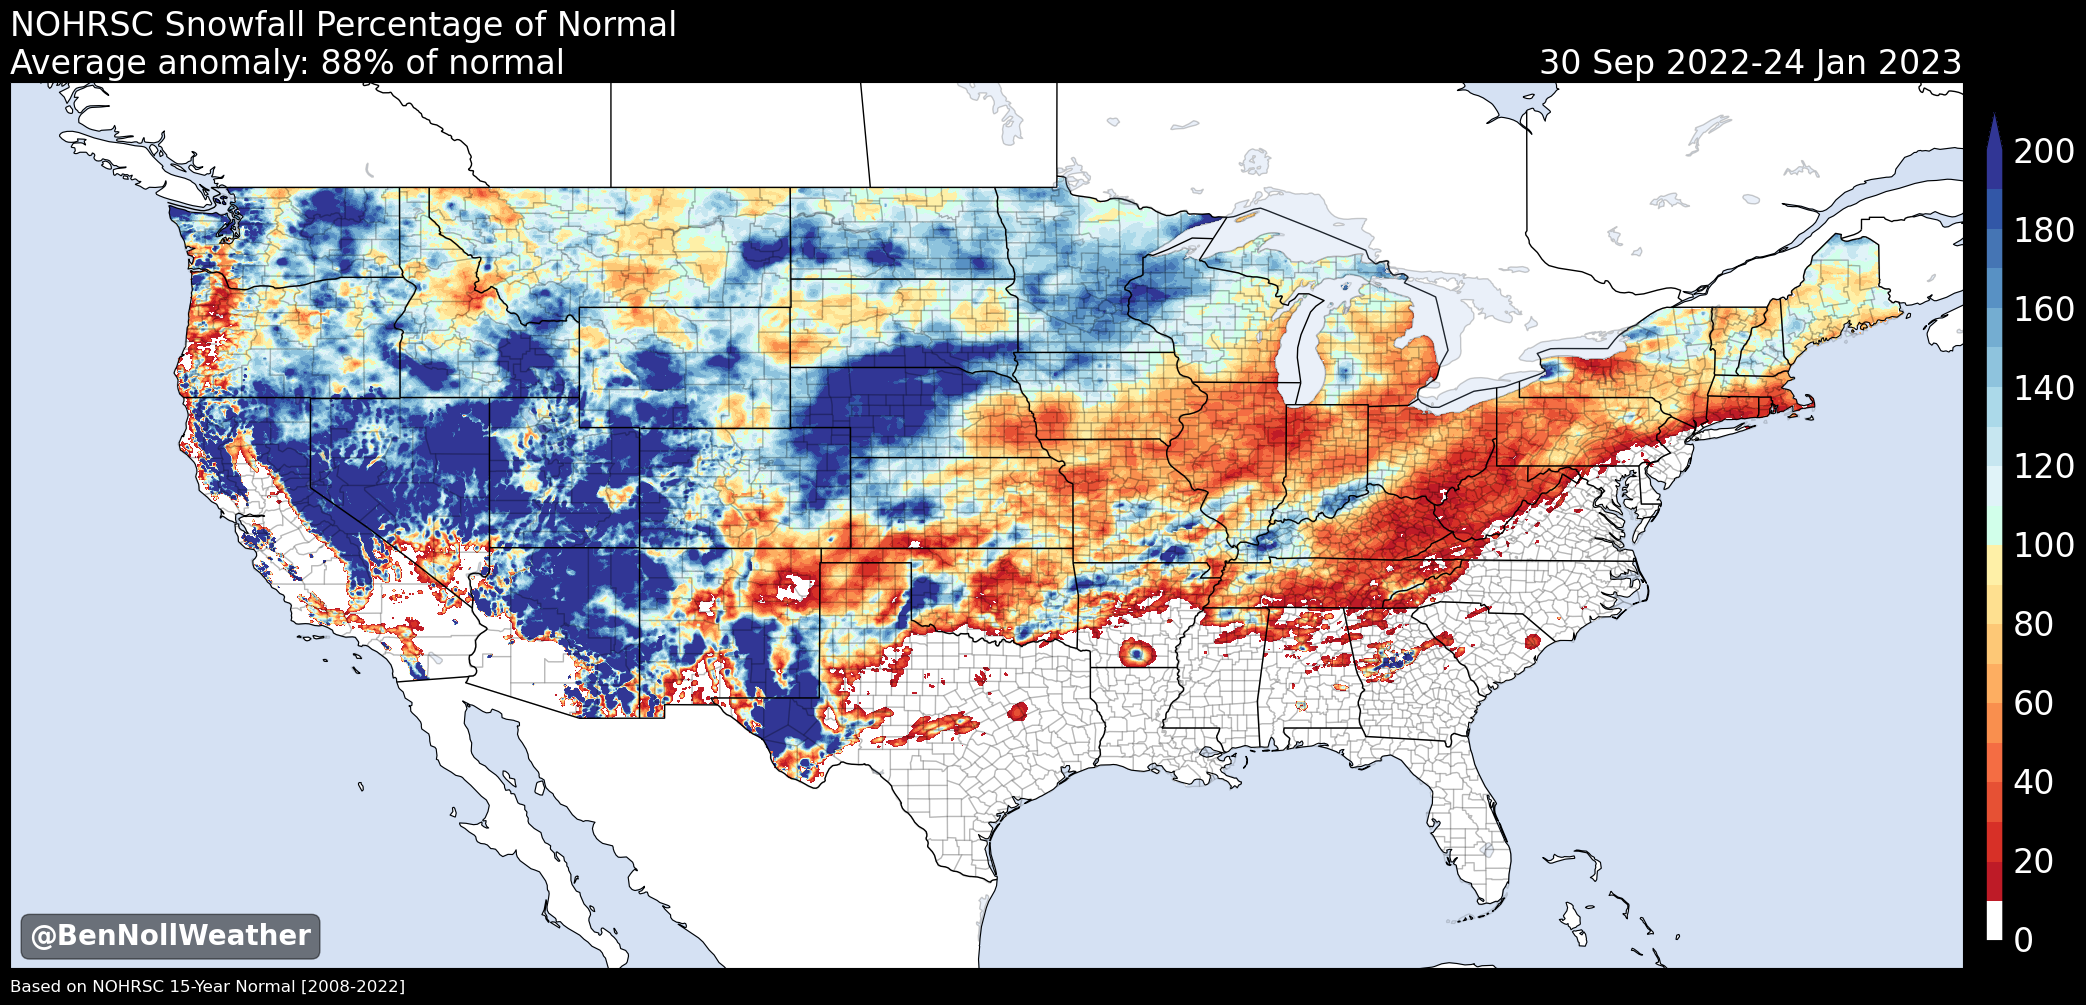 NOHRSC Snowfall Percentage of Normal
Average anomaly: 88% of normal
30 Sep 2022-24 Jan 2023
200
180
160
140
120
100
80
60
40
20
0
@BenNollWeather
Based on NOHRSC 15-Year Normal [2008-2022]